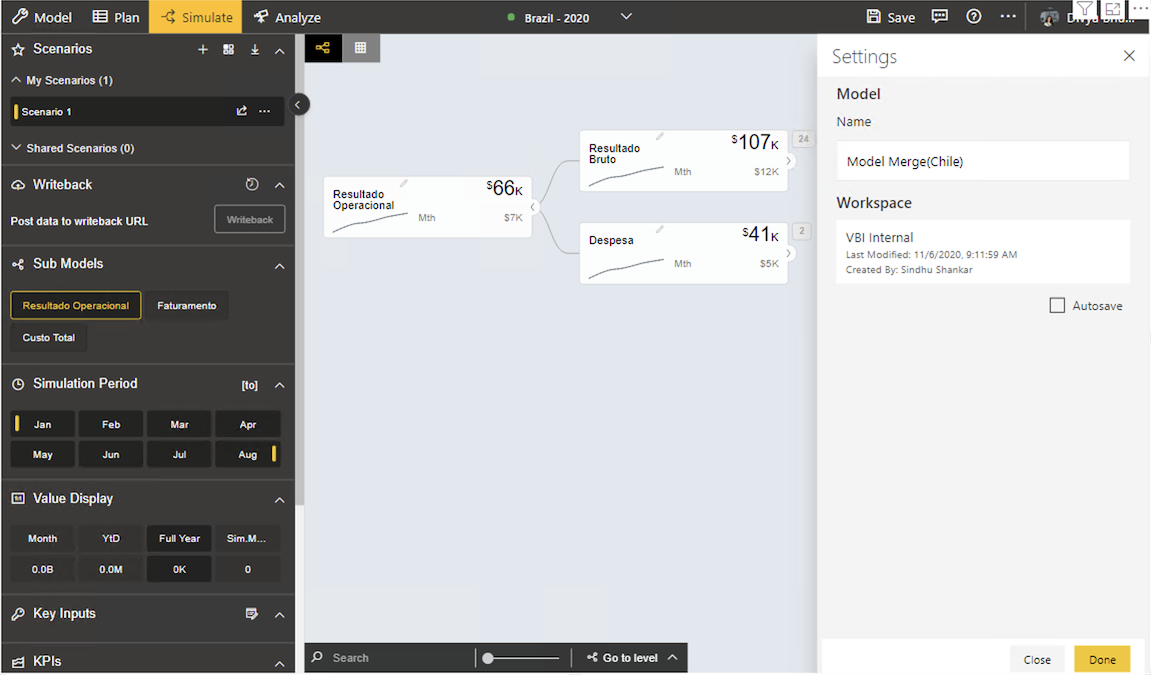 Model
Plan
Simulate
Analyze
Brazil - 2020
Save
Scenarios
My Scenarios (1)
Scenario 1
Shared Scenarios (0)
Writeback
Post data to writeback URL
Writeback
Sub Models
Resultado Operacional
Faturamento
Custo Total
Simulation Period
[to]
Jan
Feb
Mar
Apr
May
Jun
Jul
Aug
Value Display
Month
YtD
Full Year
Sim.M...
0.0B
0.0M
0K
0
Key Inputs
KPIs
Resultado
Operacional
$66K
Mth
$7K
Resultado
Bruto
$107K
Mth
$12K
24
Despesa
$41K
Mth
$5K
2
Search
Go to level
Settings
Model
Name
Model Merge(Chile)
Workspace
VBI Internal
Last Modified: 11/6/2020, 9:11:59 AM
Created By: Sindhu Shankar
Autosave
Close
Done